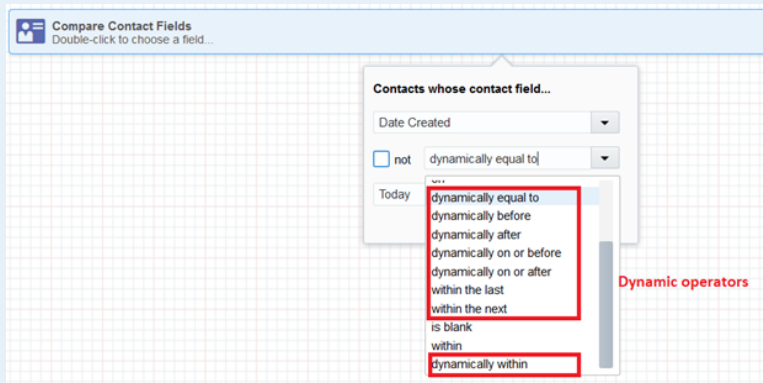 Compare Contact Fields
Double-click to choose a field...
Contacts whose contact field...
Date Created
not dynamically equal to
Today
dynamically equal to
dynamically before
dynamically after
dynamically on or before
dynamically on or after
within the last
within the next
is blank
within
dynamically within
Dynamic operators